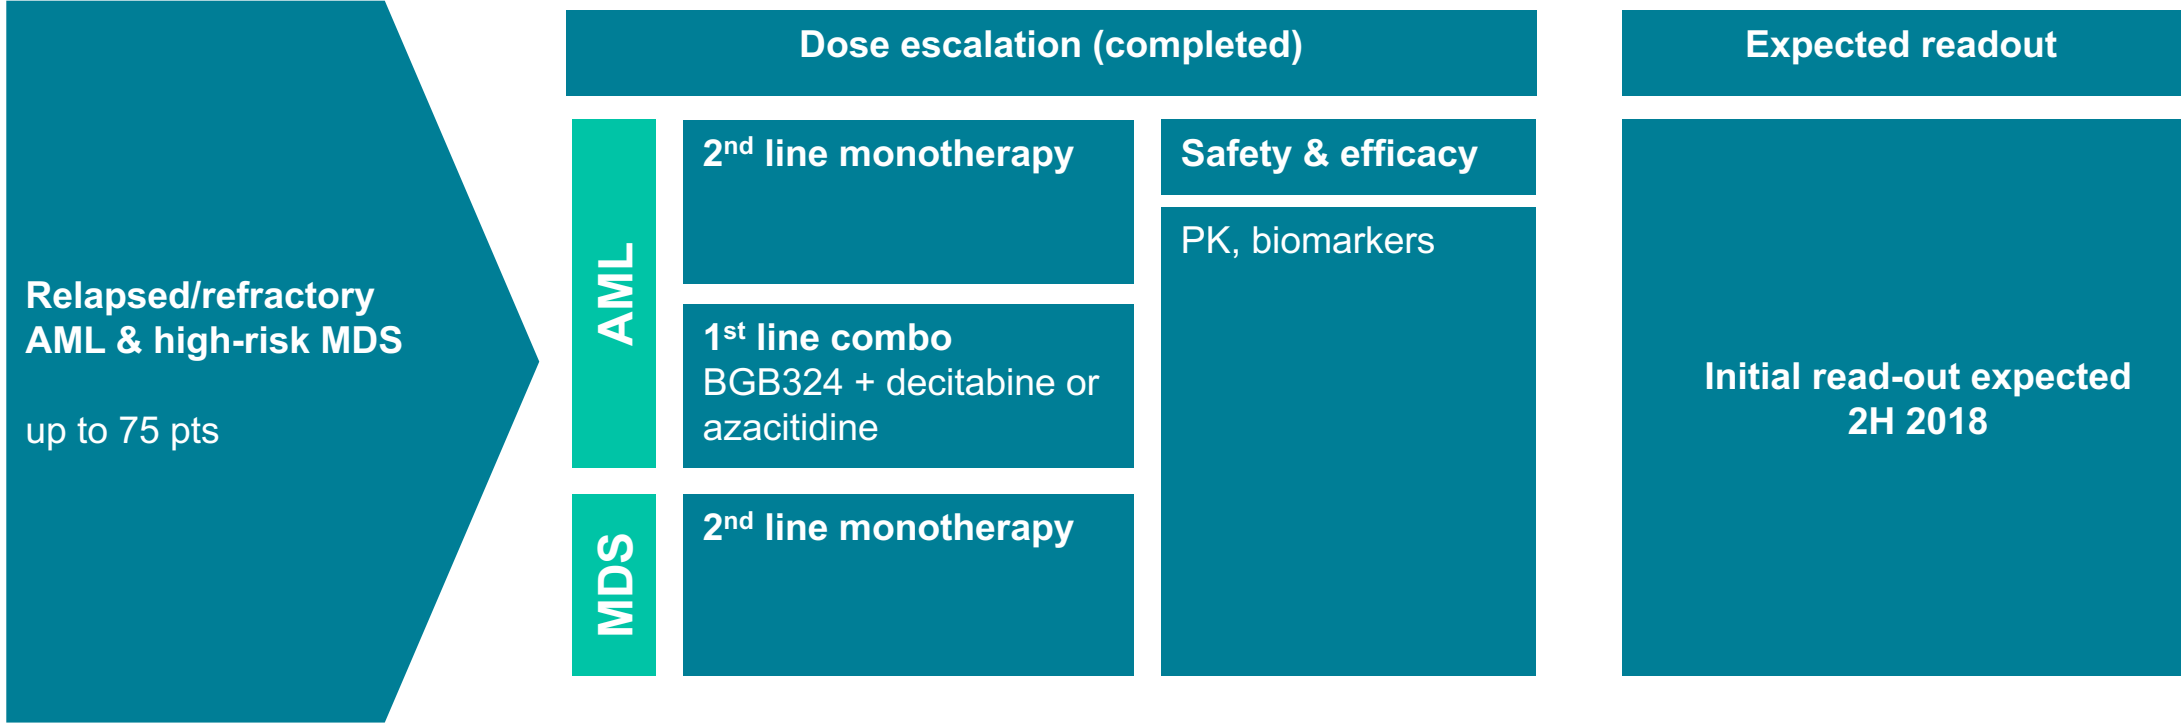 Relapsed/refractory
AML & high-risk MDS
up to 75 pts
Dose escalation (completed)
AML
2nd line monotherapy
1st line combo
BGB324 + decitabine or
azacitidine
MDS
2nd line monotherapy
Safety & efficacy
PK, biomarkers
Expected readout
Initial read-out expected
2H 2018